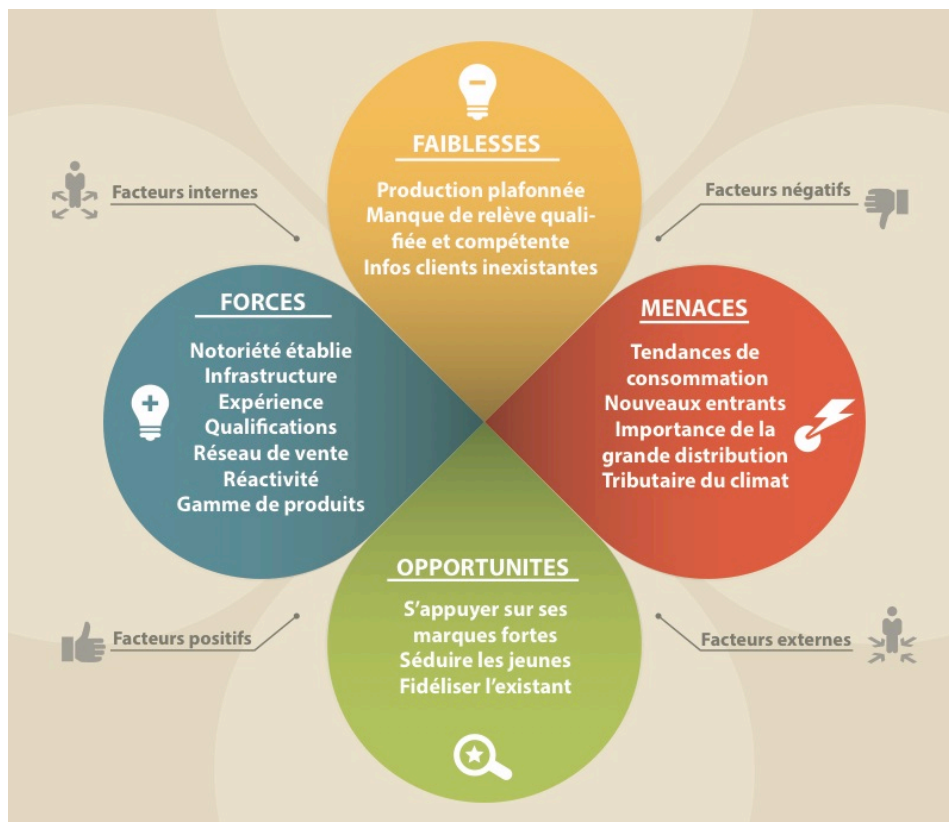 FAIBLESSES
Production plafonnée
Manque de relève quali-
fiée et compétente
Infos clients inexistantes
Facteurs internes
Facteurs négatifs
FORCES
Notoriété établie
Infrastructure
Expérience
Qualifications
Réseau de vente
Réactivité
Gamme de produits
MENACES
Tendances de
consommation
Nouveaux entrants
Importance de la
grande distribution
Tributaire du climat
OPPORTUNITES
S’appuyer sur ses
marques fortes
Séduire les jeunes
Fidéliser l’existant
Facteurs positifs
Facteurs externes